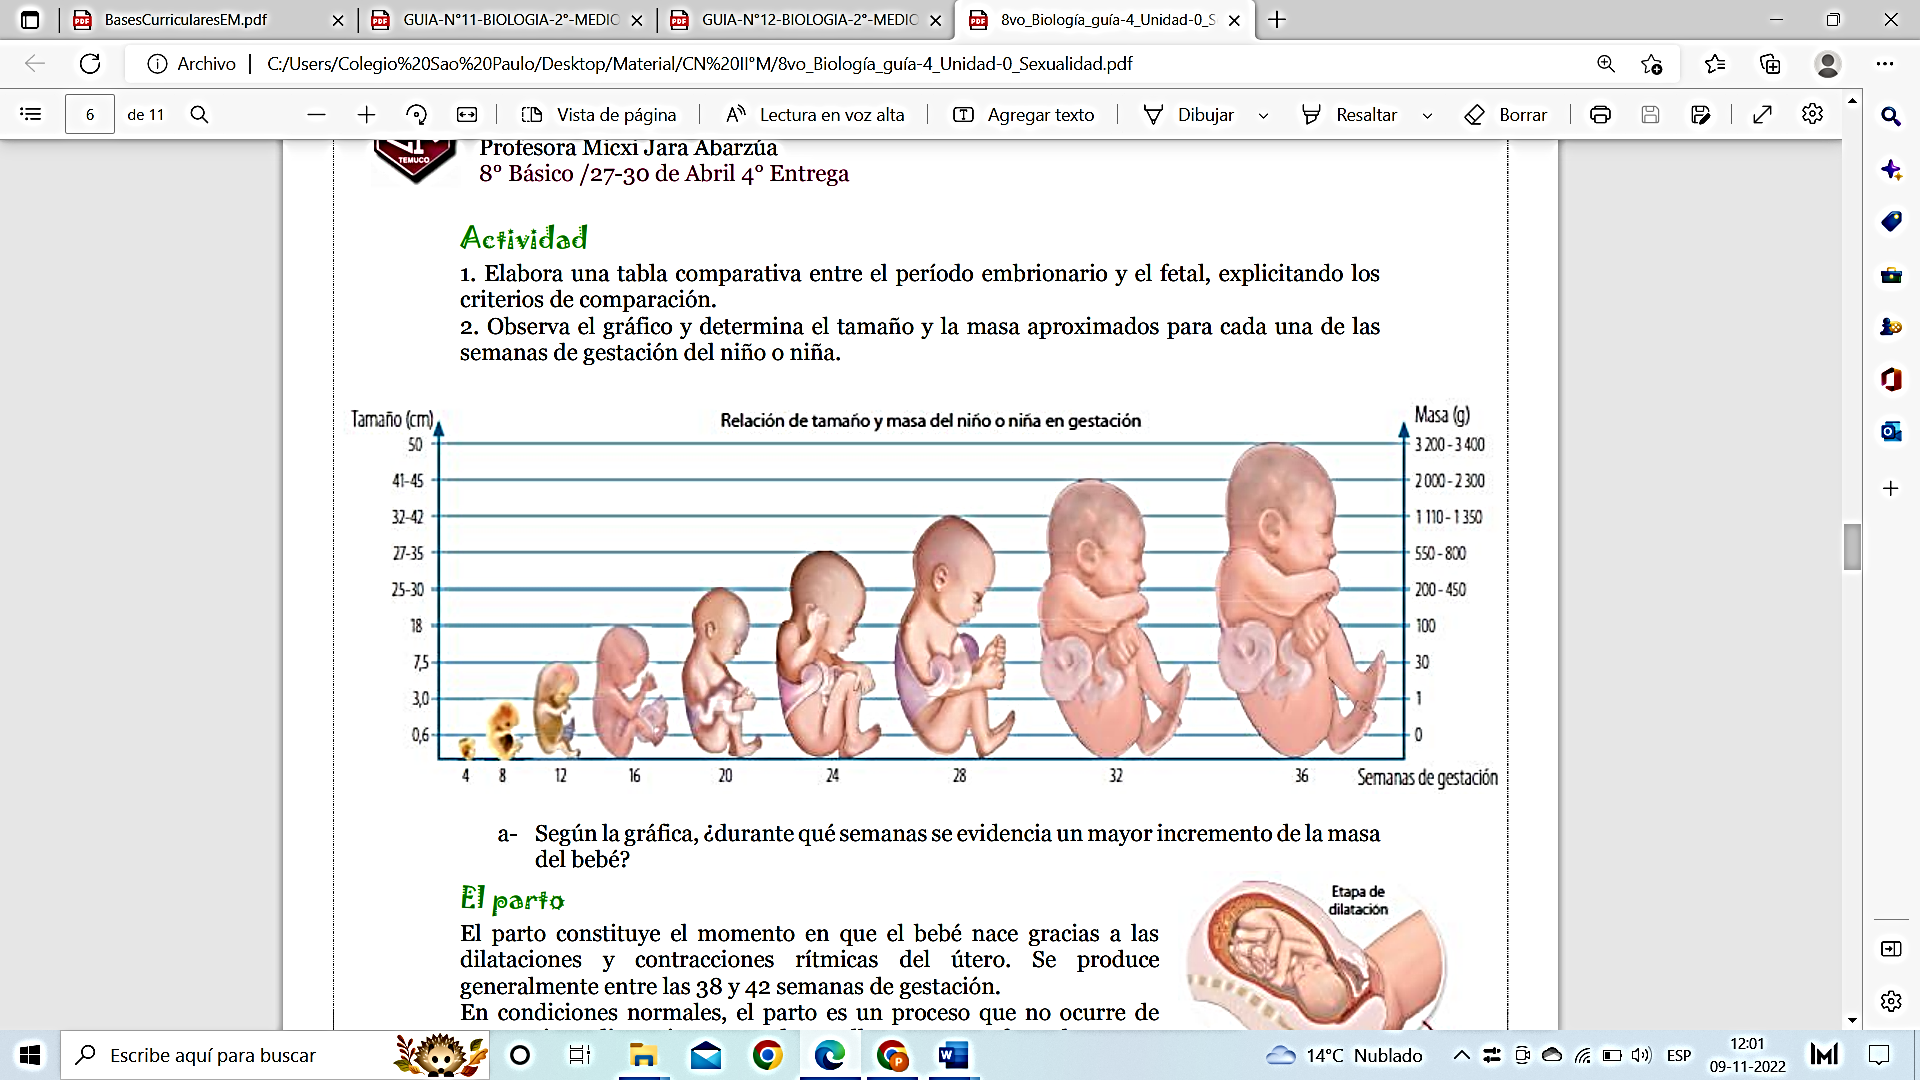 BasesCurricularesEM.pdf
GUIA-N°11-BIOLOGIA-2°-MEDIC
GUIA-N°12-BIOLOGIA-2°-MEDIC
8vo_Biología_guía-4_Unidad-0_S
Archivo
C:/Users/Colegio%20Sao%20Paulo/Desktop/Material/CN%20II°M/8vo_Biología_guía-4_Unidad-0_Sexualidad.pdf
6 de 11
Vista de página
Lectura en voz alta
Agregar texto
Dibujar
Resaltar
Borrar
TEMUCO
Profesora Micxi Jara Abarzúa
8° Básico /27-30 de Abril 4° Entrega
Actividad
1. Elabora una tabla comparativa entre el período embrionario y el fetal, explicitando los
criterios de comparación.
2. Observa el gráfico y determina el tamaño y la masa aproximados para cada una de las
semanas de gestación del niño o niña.
Relación de tamaño y masa del niño o niña en gestación
Tamaño (cm)
50
41-45
32-42
27-35
25-30
18
7,5
3,0
0,6
Masa (g)
3 200 - 3 400
2 000 - 2 300
1 110 - 1 350
550 - 800
200 - 450
100
30
1
0
4 8 12 16 20 24 28 32 36 Semanas de gestación
a- Según la gráfica, ¿durante qué semanas se evidencia un mayor incremento de la masa
del bebé?
El parto
El parto constituye el momento en que el bebé nace gracias a las
dilataciones y contracciones rítmicas del útero. Se produce
generalmente entre las 38 y 42 semanas de gestación.
En condiciones normales, el parto es un proceso que no ocurre de
Etapa de
dilatación
Escribe aquí para buscar
14°C Nublado
ESP
12:01
09-11-2022